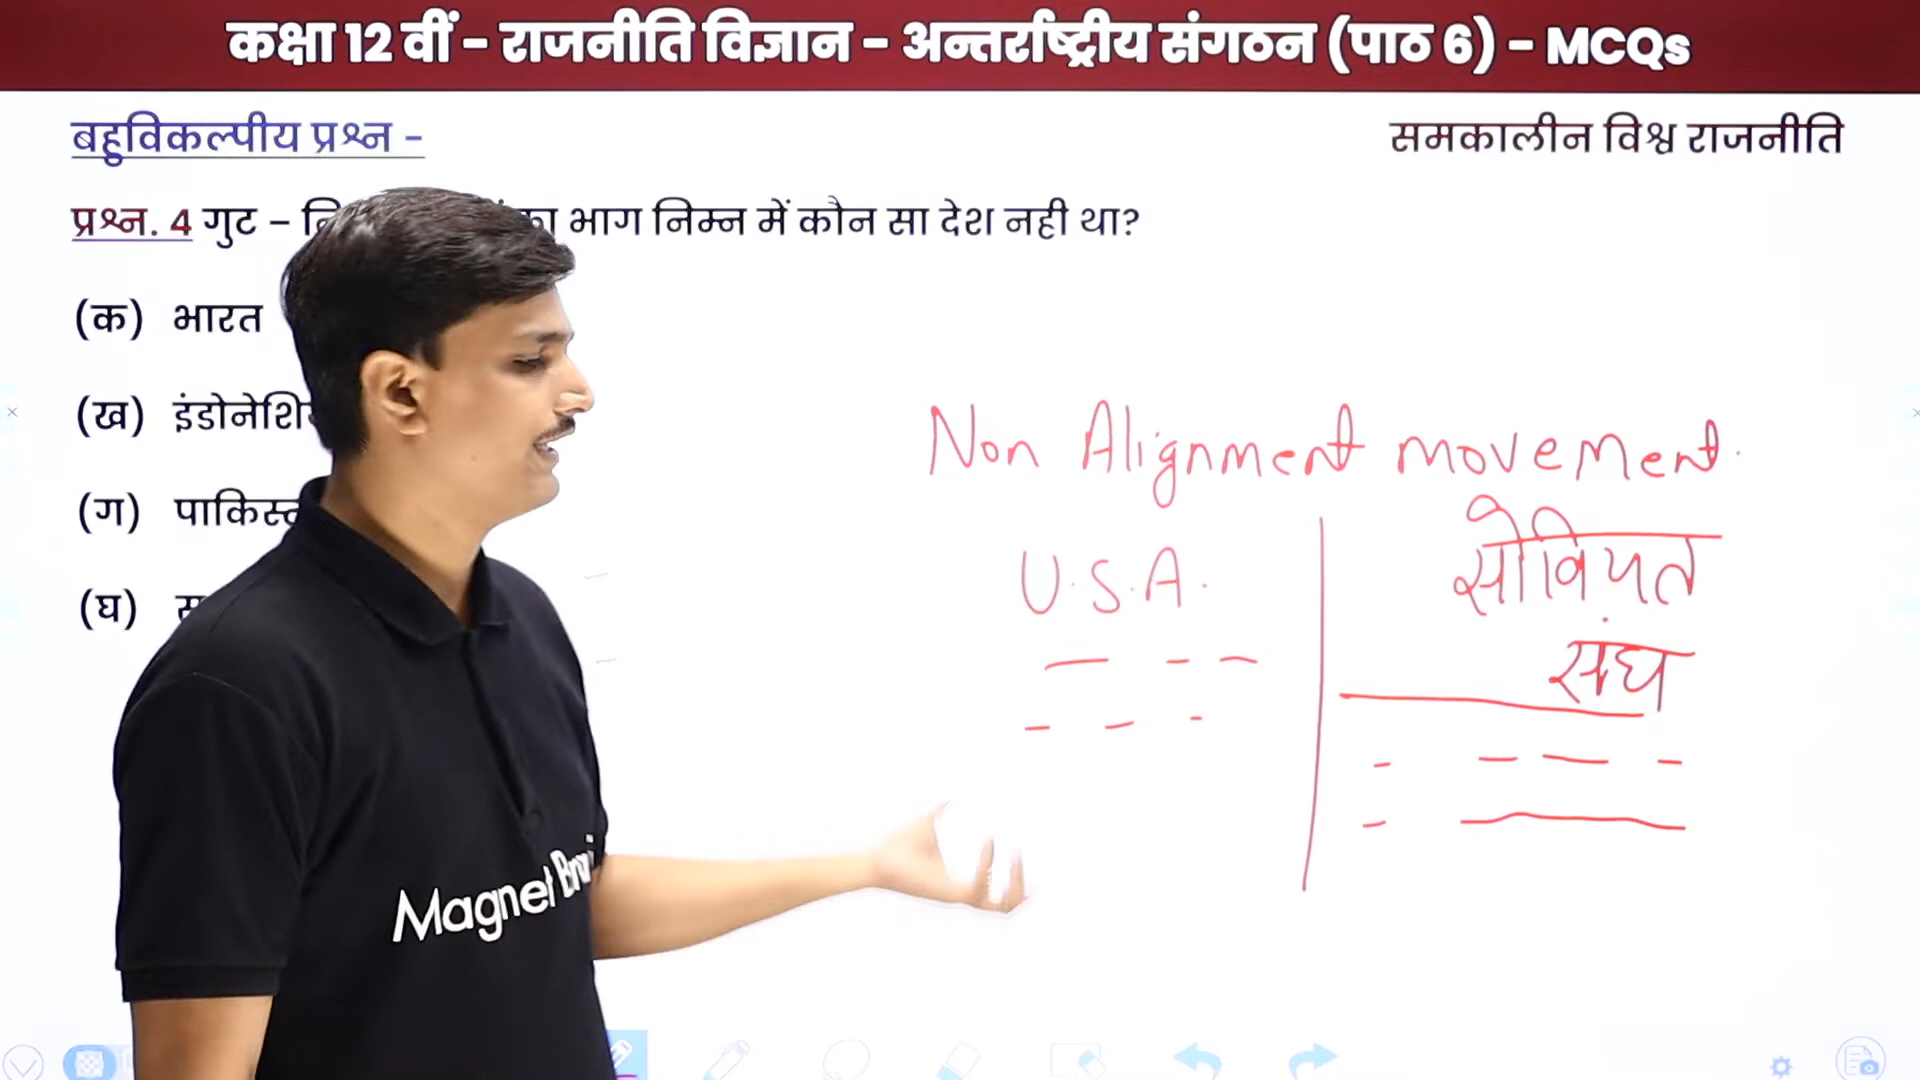 कक्षा 12 वीं - राजनीति विज्ञान - अन्तर्राष्ट्रीय संगठन (पाठ 6) - MCQs
बहुविकल्पीय प्रश्न -
समकालीन विश्व राजनीति
प्रश्न. 4 गुट - का भाग निम्न में कौन सा देश नही था?
(क) भारत
(ख)
(ग)
(घ)
Non Alignment movement.
U.S.A.
सोवियत
संघ
Magnet